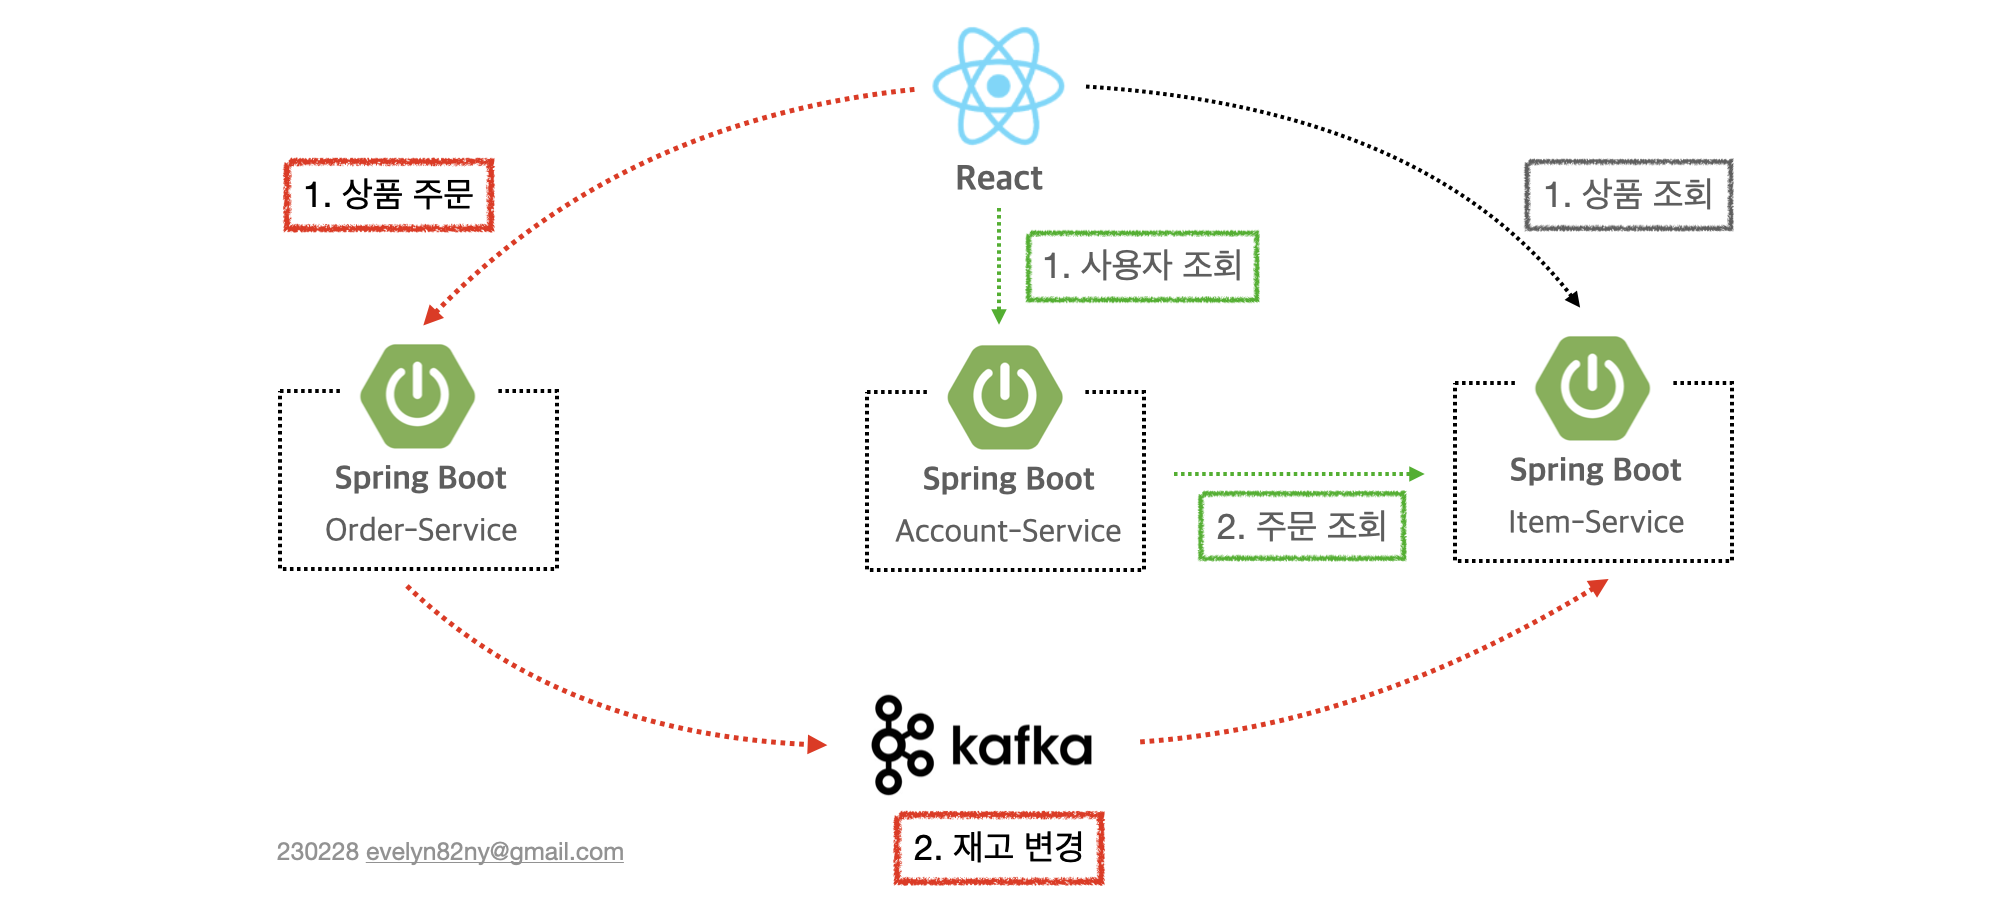 React
1. 상품 주문
1. 상품 조회
1. 사용자 조회
Spring Boot
Order-Service
Spring Boot
Account-Service
2. 주문 조회
Spring Boot
Item-Service
kafka
2. 재고 변경
230228 evelyn82ny@gmail.com